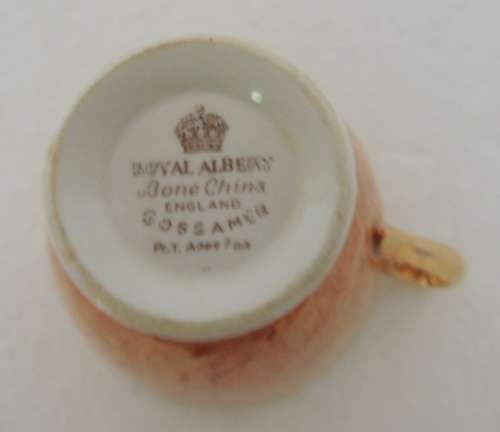 ROYAL ALBERT
Bone China
ENGLAND
GOSSAMER